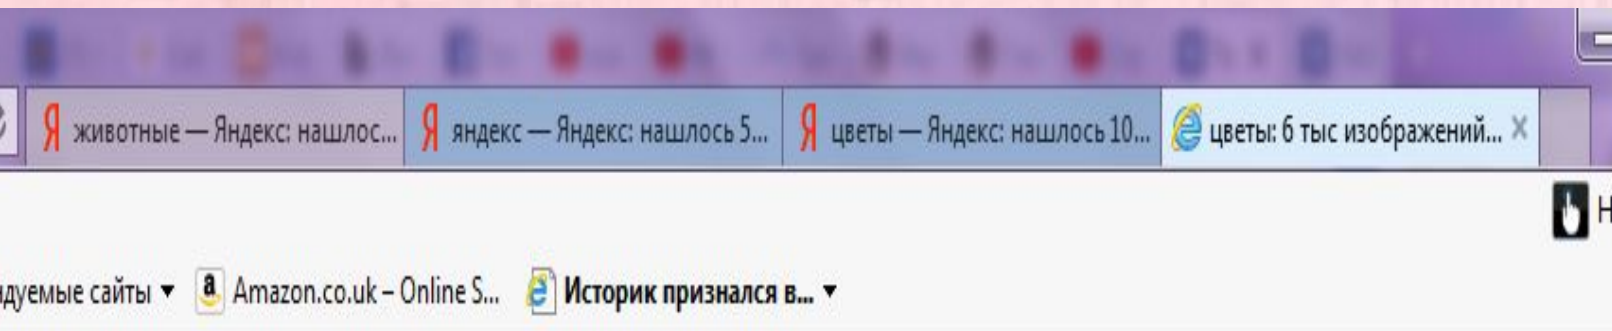 Я животные — Яндекс: нашлос... Я яндекс — Яндекс: нашлось 5... Я цветы — Яндекс: нашлось 10... цветы: 6 тыс изображений... ×
Н
дуемые сайты ▾ a Amazon.co.uk – Online S... Историк признался в... ▾